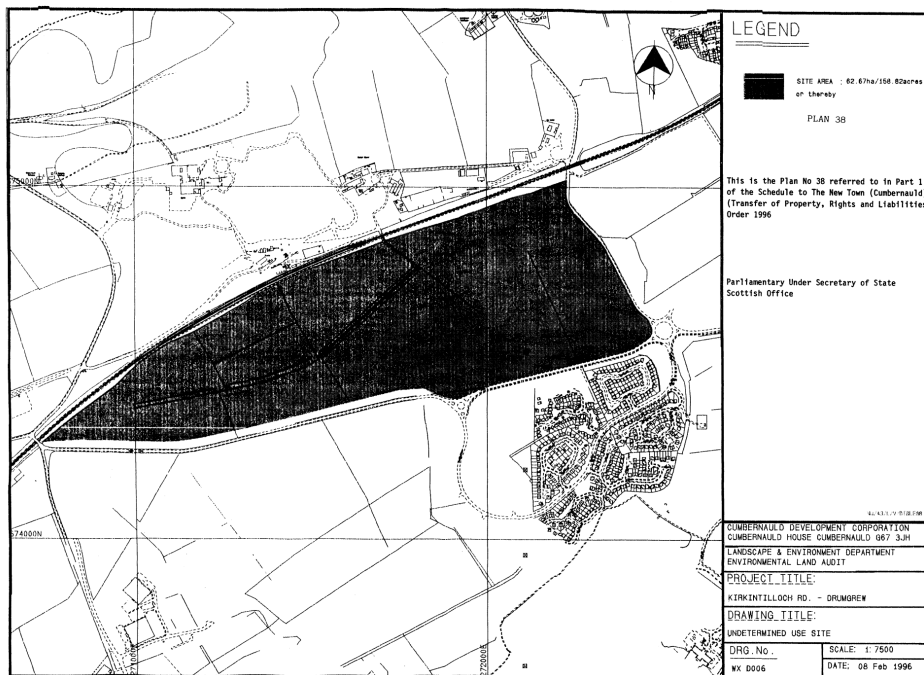 LEGEND
SITE AREA : 62.67ha/158.82acres
or thereby
PLAN 38
This is the Plan No 38 referred to in Part 1
of the Schedule to The New Town (Cumbernauld
(Transfer of Property, Rights and Liabilities
Order 1996
Parliamentary Under Secretary of State
Scottish Office
N
675000N
674000N
271000E
272000E
CUMBERNAULD DEVELOPMENT CORPORATION
CUMBERNAULD HOUSE CUMBERNAULD G67 3JH
LANDSCAPE & ENVIRONMENT DEPARTMENT
ENVIRONMENTAL LAND AUDIT
PROJECT TITLE:
KIRKINTILLOCH RD. - DRUMGREW
DRAWING TITLE:
UNDETERMINED USE SITE
DRG.No.
WX D006
SCALE: 1:7500
DATE: 08 Feb 1996